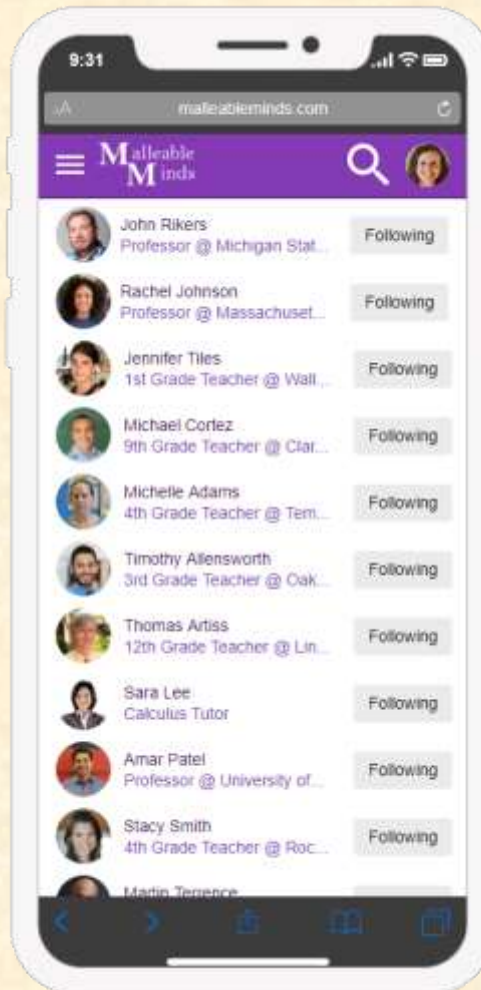 9:31
AA
malleableminds.com
Malleable
Minds
John Rikers
Professor @ Michigan Stat...
Following
Rachel Johnson
Professor @ Massachuset...
Following
Jennifer Tiles
1st Grade Teacher @ Wall...
Following
Michael Cortez
9th Grade Teacher @ Clar...
Following
Michelle Adams
4th Grade Teacher @ Tem...
Following
Timothy Allensworth
3rd Grade Teacher @ Oak...
Following
Thomas Artiss
12th Grade Teacher @ Lin...
Following
Sara Lee
Calculus Tutor
Following
Amar Patel
Professor @ University of...
Following
Stacy Smith
4th Grade Teacher @ Roc...
Following
Martin Terrence